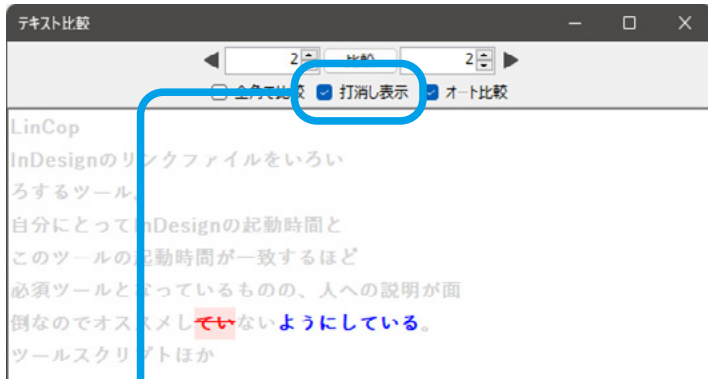 テキスト比較
2 比較 2
全角で比較 打消し表示 オート比較
LinCop
InDesignのリンクファイルをいろい
ろするツール。
自分にとってInDesignの起動時間と
このツールの起動時間が一致するほど
必須ツールとなっているものの、人への説明が面
倒なのでオススメしていないようにしている。
ツールスクリプトほか